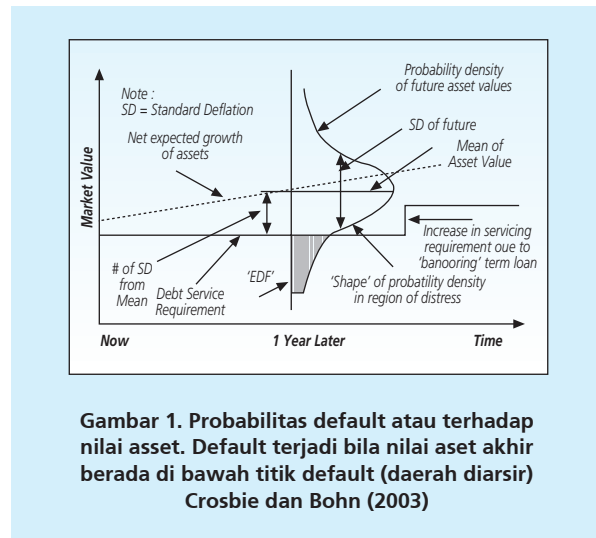 Note :
SD = Standard Deflation
Net expected growth
of assets
Probability density
of future asset values
SD of future
Mean of
Asset Value
Market Value
# of SD
from
Mean
Debt Service
Requirement
'EDF'
'Shape' of probatility density
in region of distress
Increase in servicing
requirement due to
'banooring' term loan
Now
1 Year Later
Time
Gambar 1. Probabilitas default atau terhadap
nilai asset. Default terjadi bila nilai aset akhir
berada di bawah titik default (daerah diarsir)
Crosbie dan Bohn (2003)